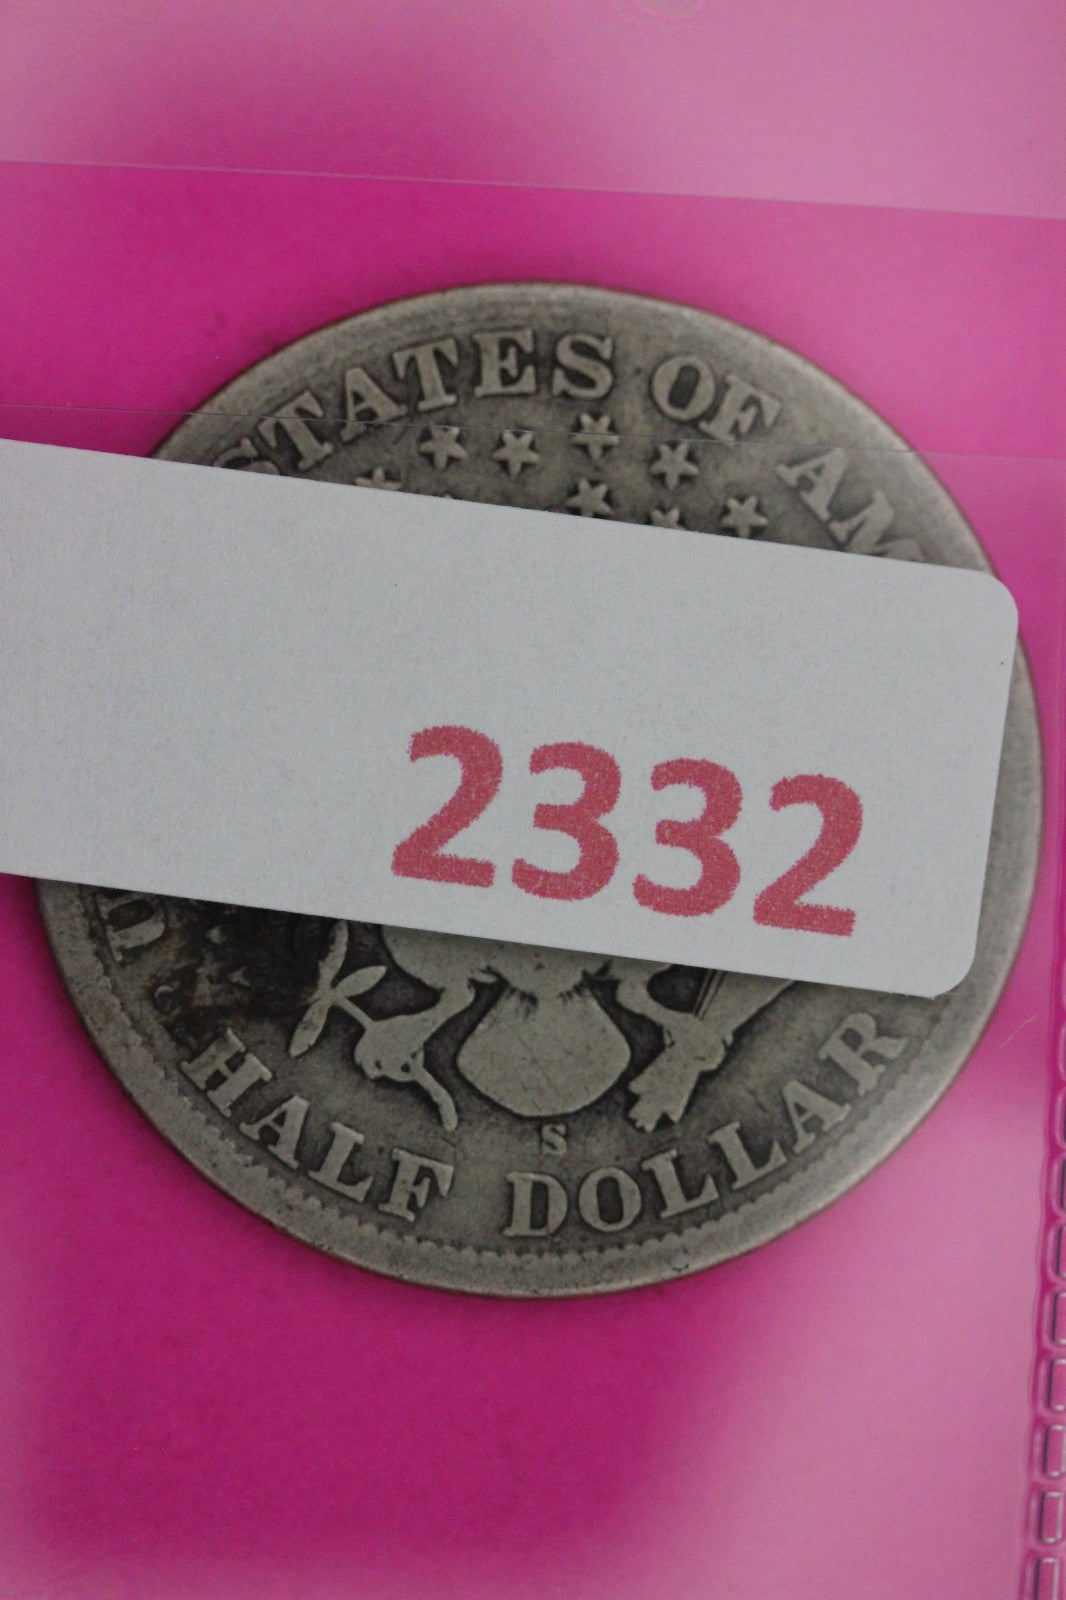 STATES OF AM
2332
D
S
HALF DOLLAR